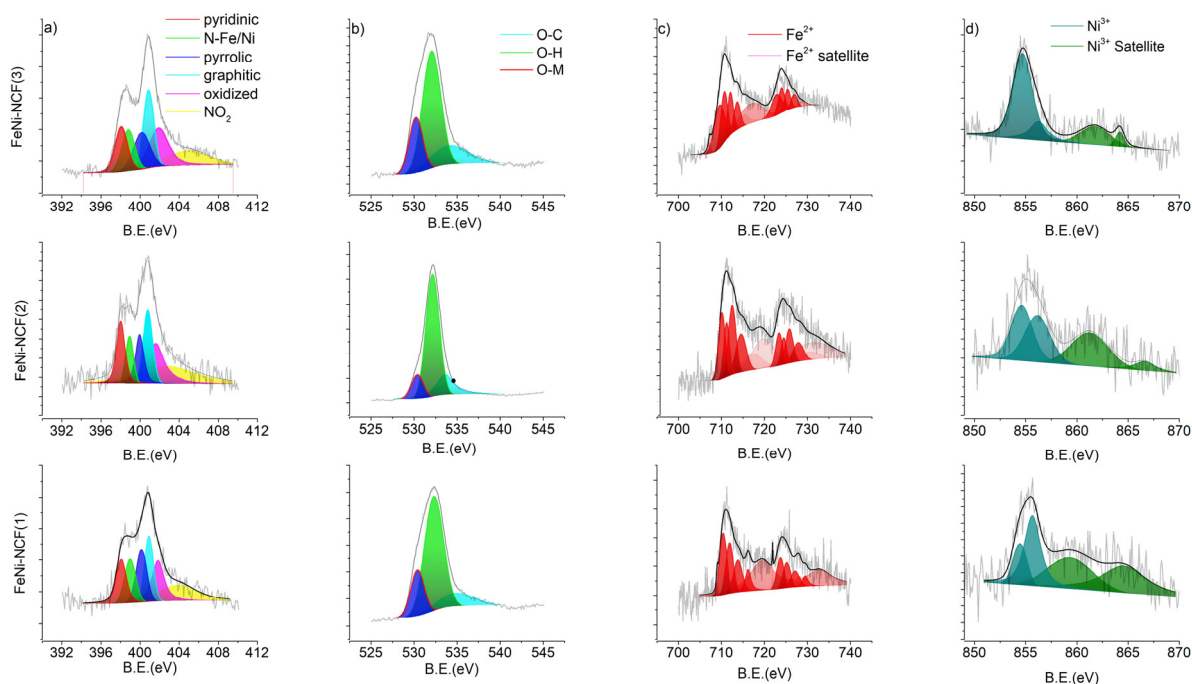 a)
pyridinic
N-Fe/Ni
pyrrolic
graphitic
oxidized
NO₂
b)
O-C
O-H
O-M
c)
Fe²⁺
Fe²⁺ satellite
d)
Ni³⁺
Ni³⁺ Satellite
FeNi-NCF(3)
392 396 400 404 408 412
B.E.(eV)
525 530 535 540 545
B.E.(eV)
700 710 720 730 740
B.E.(eV)
850 855 860 865 870
B.E.(eV)
FeNi-NCF(2)
392 396 400 404 408 412
B.E.(eV)
525 530 535 540 545
B.E.(eV)
700 710 720 730 740
B.E.(eV)
850 855 860 865 870
B.E.(eV)
FeNi-NCF(1)
392 396 400 404 408 412
B.E.(eV)
525 530 535 540 545
B.E.(eV)
700 710 720 730 740
B.E.(eV)
850 855 860 865 870
B.E.(eV)